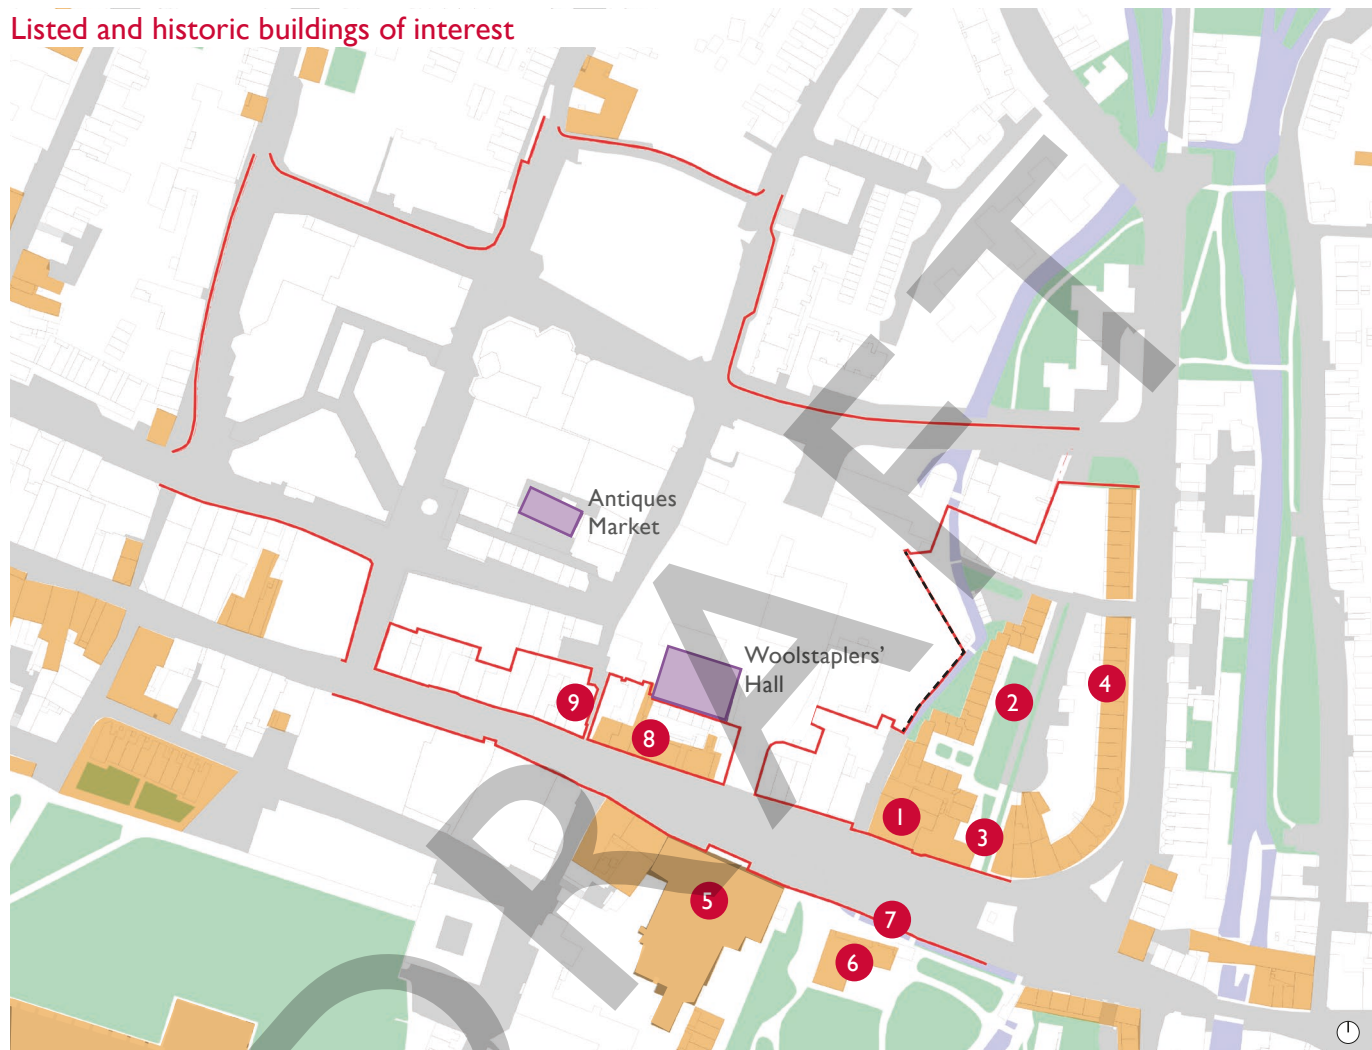 Listed and historic buildings of interest
Antiques
Market
Woolstaplers'
Hall
1
2
3
4
5
6
7
8
9
DRAFT